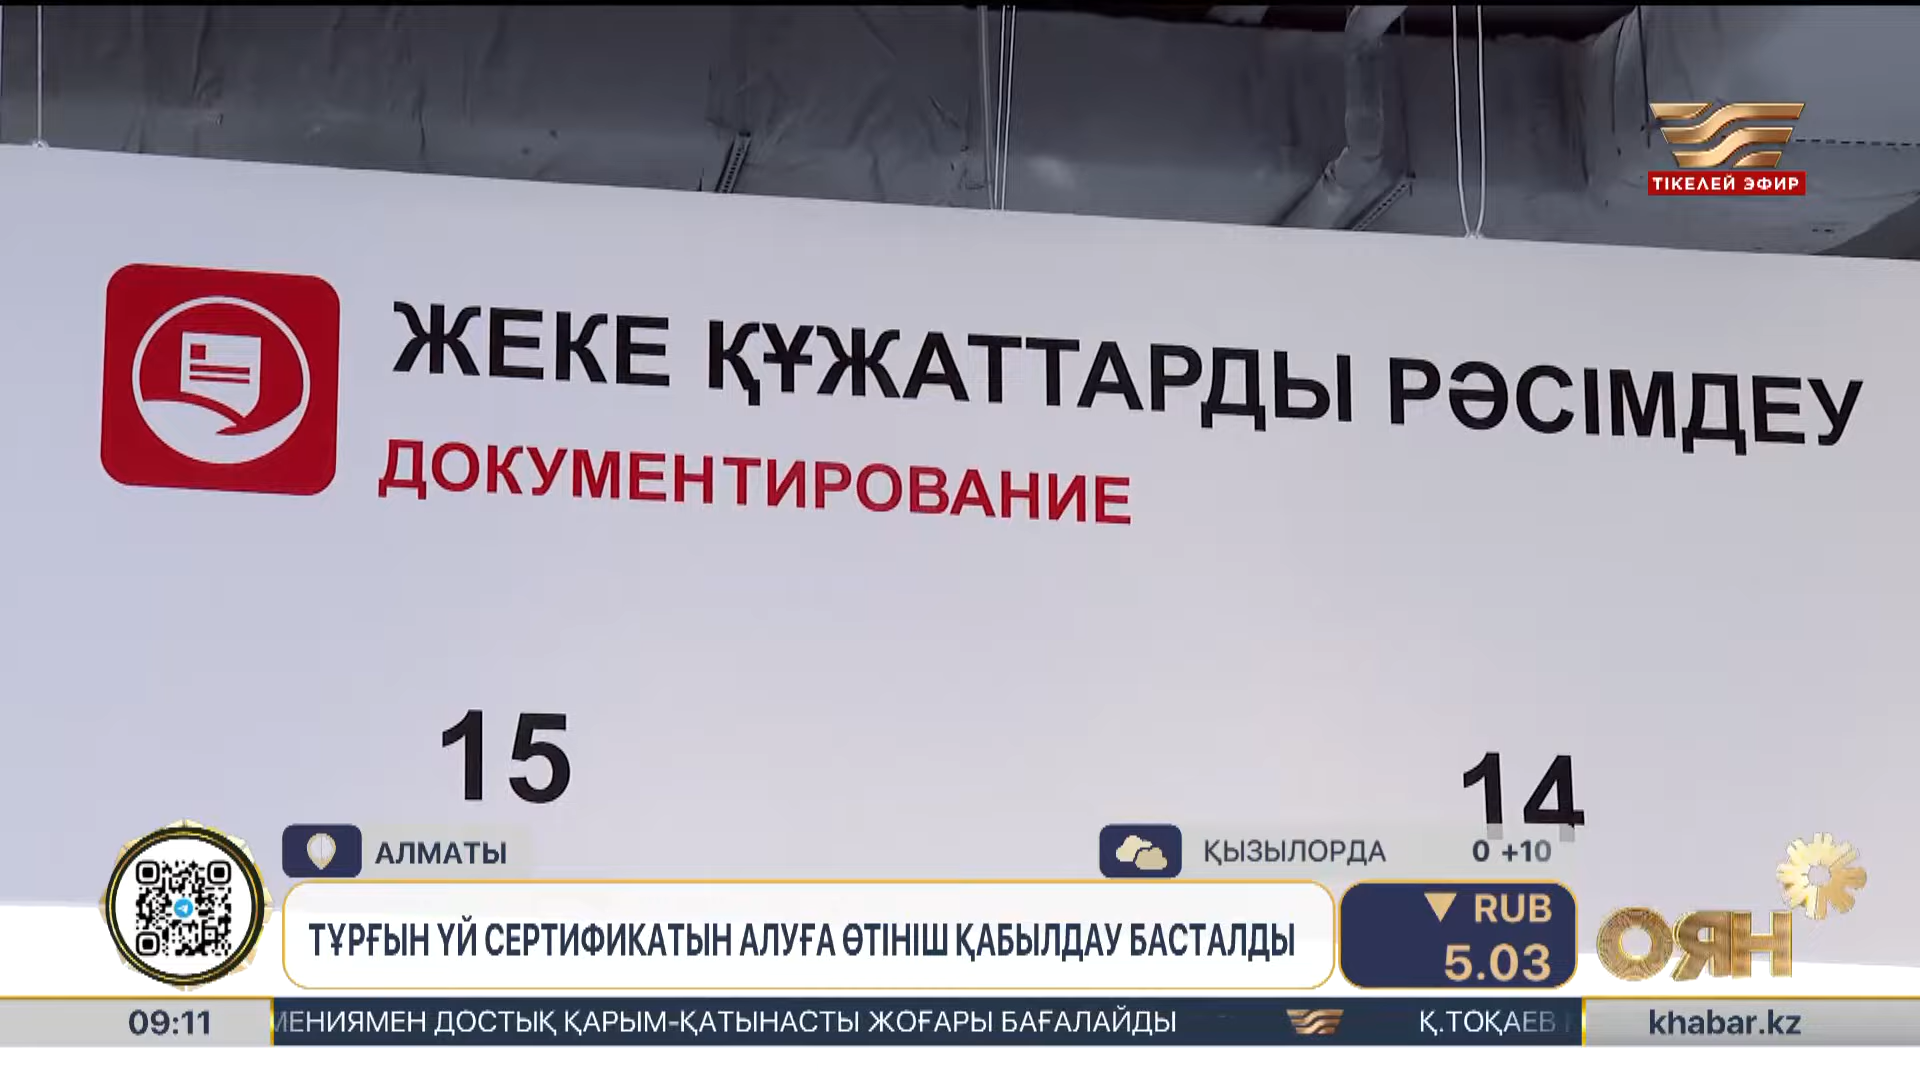 ТІКЕЛЕЙ ЭФИР
ЖЕКЕ ҚҰЖАТТАРДЫ РӘСІМДЕУ
ДОКУМЕНТИРОВАНИЕ
15
14
АЛМАТЫ
ҚЫЗЫЛОРДА 0 +10
ТҰРҒЫН ҮЙ СЕРТИФИКАТЫН АЛУҒА ӨТІНІШ ҚАБЫЛДАУ БАСТАЛДЫ
RUB
5.03
ОЯН
09:11
ДОСТЫҚ ҚАРЫМ-ҚАТЫНАСТЫ ЖОҒАРЫ БАҒАЛАЙДЫ
Қ.ТОҚАЕВ
khabar.kz